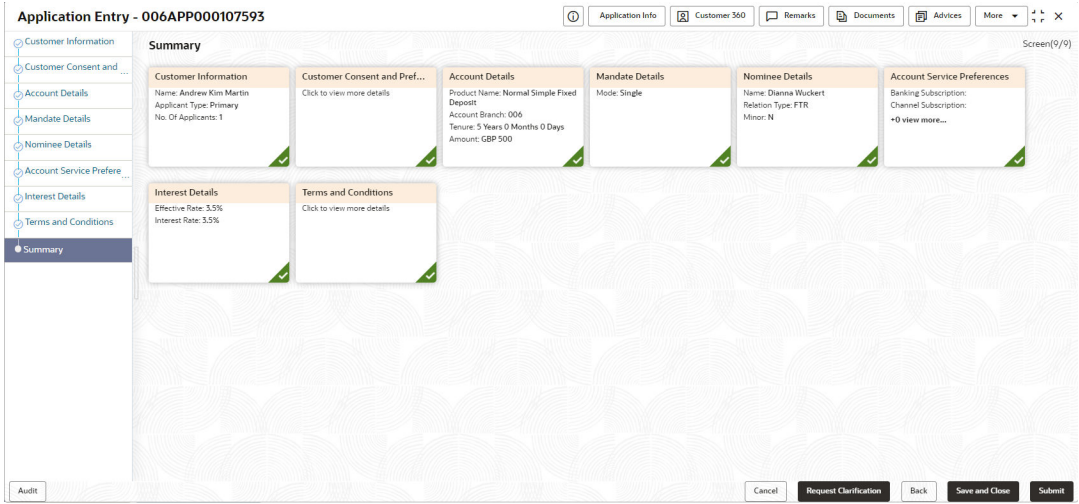 Application Entry - 006APP000107593
Application Info
Customer 360
Remarks
Documents
Advices
More
Customer Information
Customer Consent and ...
Account Details
Mandate Details
Nominee Details
Account Service Prefere ...
Interest Details
Terms and Conditions
Summary
Summary
Screen(9/9)
Customer Information
Name: Andrew Kim Martin
Applicant Type: Primary
No. Of Applicants: 1
Customer Consent and Pref...
Click to view more details
Account Details
Product Name: Normal Simple Fixed
Deposit
Account Branch: 006
Tenure: 5 Years 0 Months 0 Days
Amount: GBP 500
Mandate Details
Mode: Single
Nominee Details
Name: Dianna Wuckert
Relation Type: FTR
Minor: N
Account Service Preferences
Banking Subscription:
Channel Subscription:
+0 view more...
Interest Details
Effective Rate: 3.5%
Interest Rate: 3.5%
Terms and Conditions
Click to view more details
Audit
Cancel
Request Clarification
Back
Save and Close
Submit